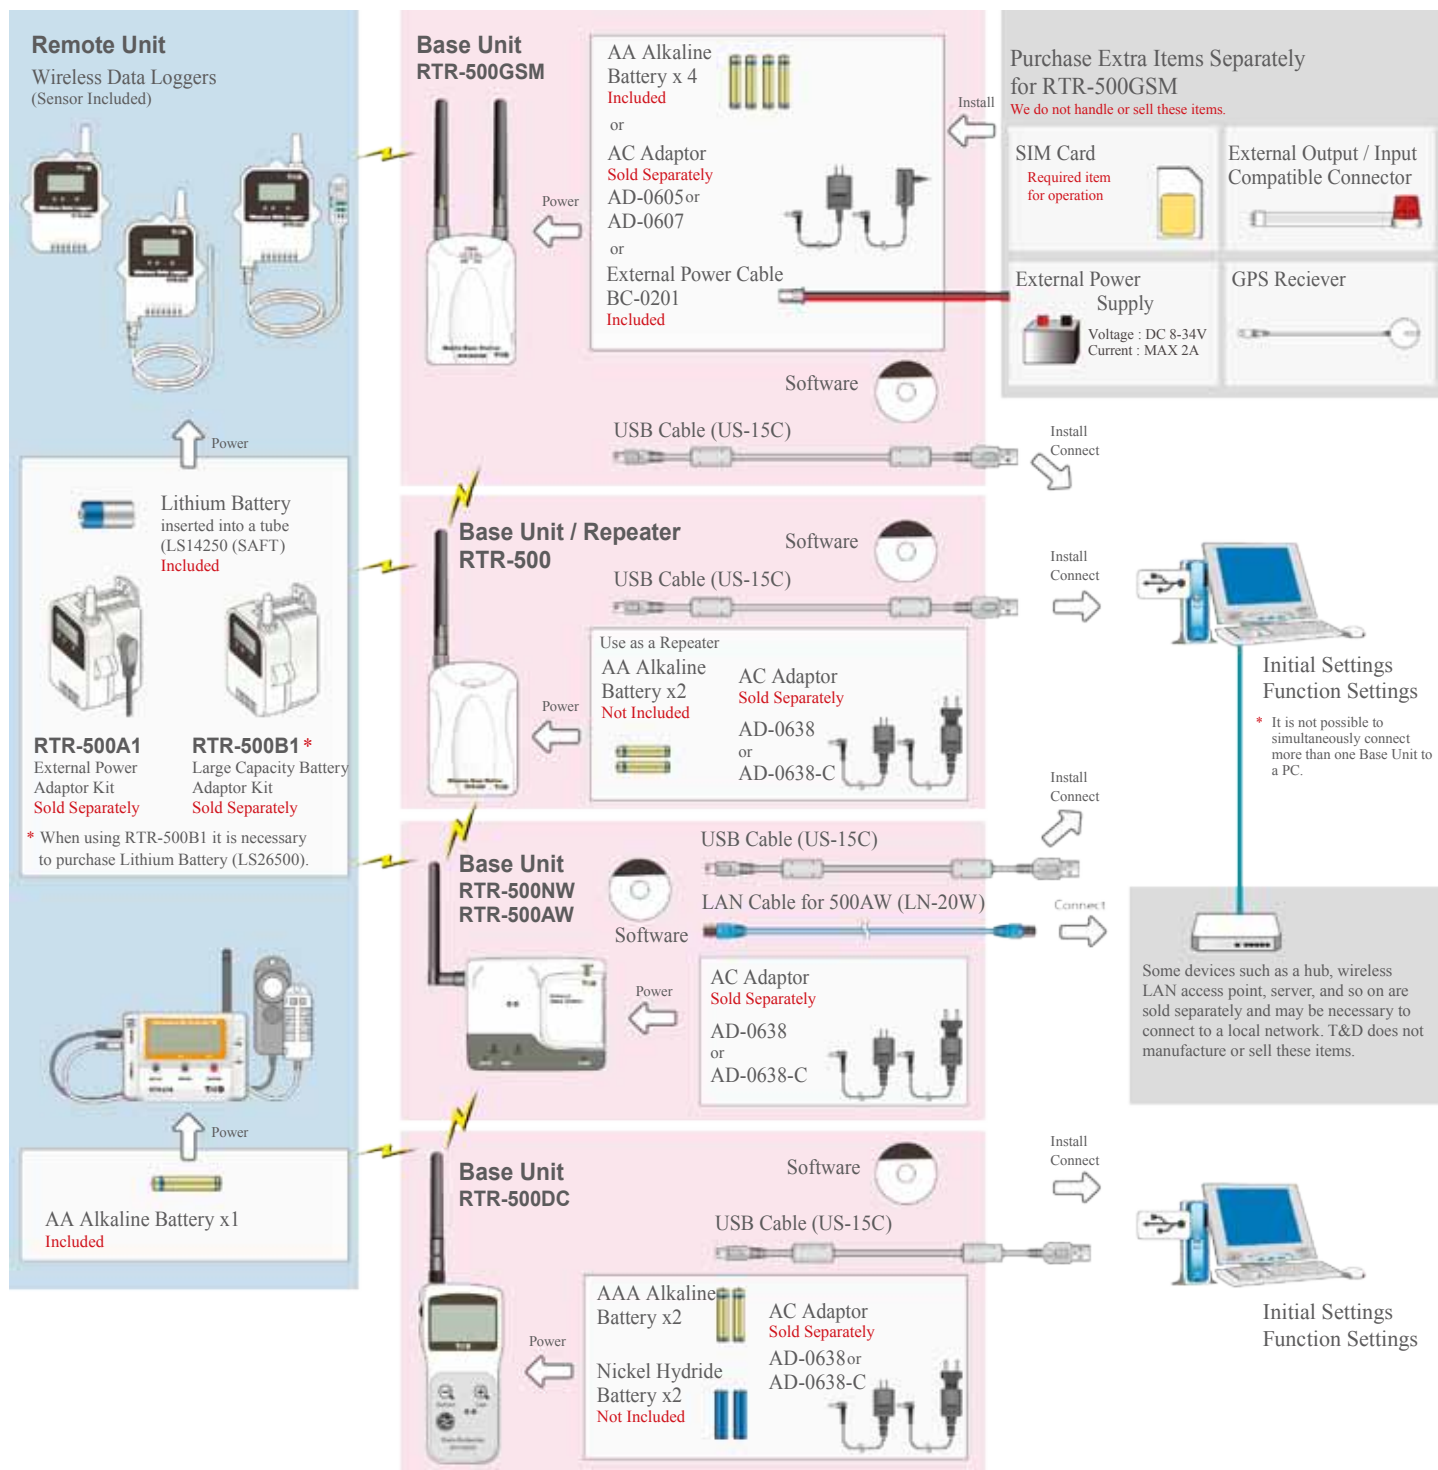 Remote Unit
Wireless Data Loggers
(Sensor Included)
Power
Lithium Battery
inserted into a tube
(LS14250 (SAFT)
Included
RTR-500A1
External Power
Adaptor Kit
Sold Separately
RTR-500B1 *
Large Capacity Battery
Adaptor Kit
Sold Separately
* When using RTR-500B1 it is necessary
to purchase Lithium Battery (LS26500).
T&D
Power
AA Alkaline Battery x1
Included
Base Unit
RTR-500GSM
Power
AA Alkaline
Battery x 4
Included
or
AC Adaptor
Sold Separately
AD-0605 or
AD-0607
or
External Power Cable
BC-0201
Included
Install
Purchase Extra Items Separately
for RTR-500GSM
We do not handle or sell these items.
SIM Card
Required item
for operation
External Output / Input
Compatible Connector
External Power
Supply
Voltage : DC 8-34V
Current : MAX 2A
GPS Reciever
Software
USB Cable (US-15C)
Install
Connect
Base Unit / Repeater
RTR-500
Software
USB Cable (US-15C)
Install
Connect
Power
Use as a Repeater
AA Alkaline
Battery x2
Not Included
AC Adaptor
Sold Separately
AD-0638
or
AD-0638-C
Initial Settings
Function Settings
* It is not possible to
simultaneously connect
more than one Base Unit to
a PC.
Install
Connect
Base Unit
RTR-500NW
RTR-500AW
Software
USB Cable (US-15C)
LAN Cable for 500AW (LN-20W)
Connect
Power
AC Adaptor
Sold Separately
AD-0638
or
AD-0638-C
Some devices such as a hub, wireless
LAN access point, server, and so on are
sold separately and may be necessary to
connect to a local network. T&D does not
manufacture or sell these items.
Base Unit
RTR-500DC
Software
USB Cable (US-15C)
Install
Connect
T&D
Power
AAA Alkaline
Battery x2
Nickel Hydride
Battery x2
Not Included
AC Adaptor
Sold Separately
AD-0638 or
AD-0638-C
Initial Settings
Function Settings